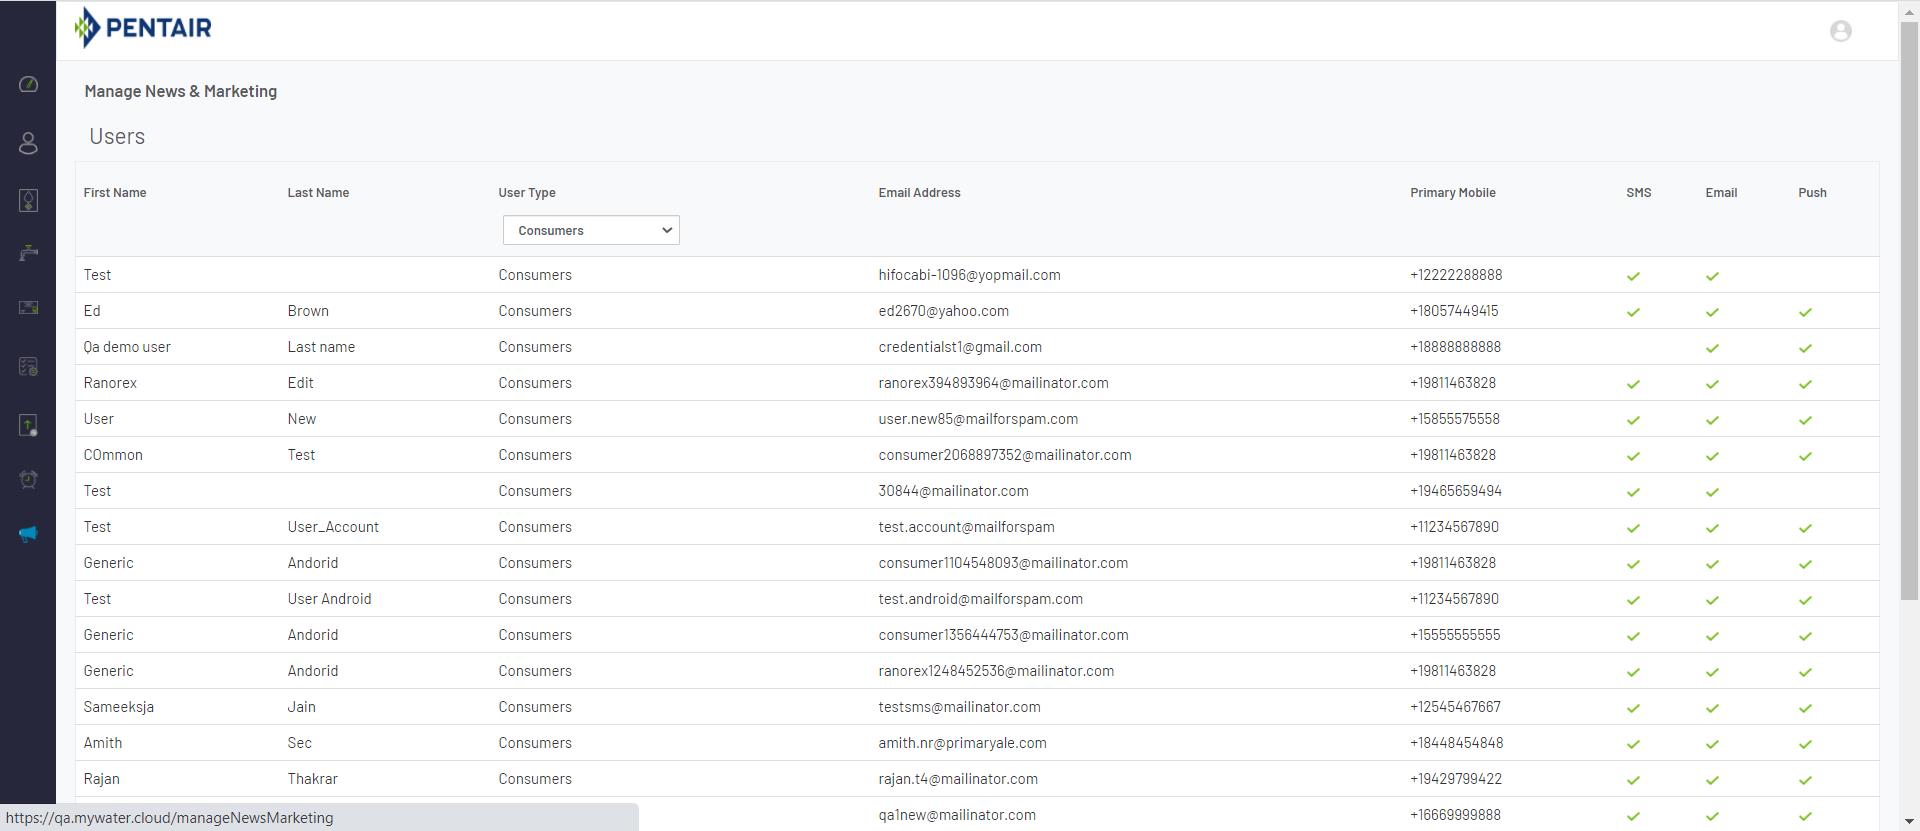 PENTAIR
Manage News & Marketing
Users
First Name Last Name User Type Email Address Primary Mobile SMS Email Push
Consumers
Test Consumers hifocabi-1096@yopmail.com +12222288888
Ed Brown Consumers ed2670@yahoo.com +18057449415
Qa demo user Last name Consumers credentialst1@gmail.com +18888888888
Ranorex Edit Consumers ranorex394893964@mailinator.com +19811463828
User New Consumers user.new85@mailforspam.com +15855575558
COmmon Test Consumers consumer2068897352@mailinator.com +19811463828
Test Consumers 30844@mailinator.com +19465659494
Test User_Account Consumers test.account@mailforspam +11234567890
Generic Andorid Consumers consumer1104548093@mailinator.com +19811463828
Test User Android Consumers test.android@mailforspam.com +11234567890
Generic Andorid Consumers consumer1356444753@mailinator.com +15555555555
Generic Andorid Consumers ranorex1248452536@mailinator.com +19811463828
Sameeksja Jain Consumers testsms@mailinator.com +12545467667
Amith Sec Consumers amith.nr@primaryale.com +18448454848
Rajan Thakrar Consumers rajan.t4@mailinator.com +19429799422
qa1new@mailinator.com +16669999888
https://qa.mywater.cloud/manageNewsMarketing